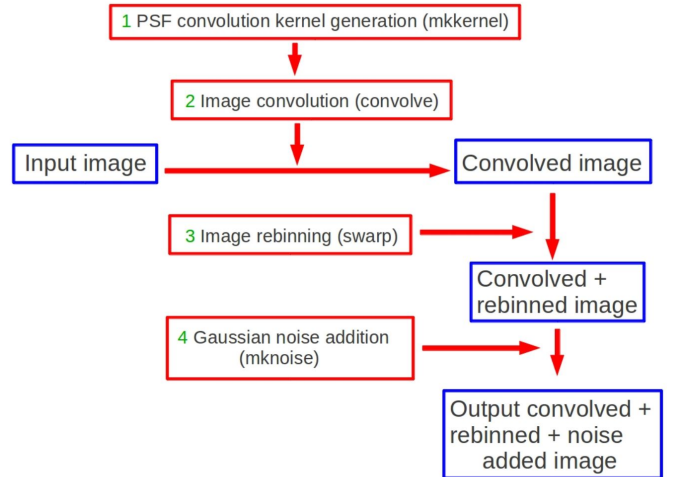 1 PSF convolution kernel generation (mkkernel)
2 Image convolution (convolve)
Input image
Convolved image
3 Image rebinning (swarp)
Convolved +
rebinned image
4 Gaussian noise addition
(mknoise)
Output convolved +
rebinned + noise
added image